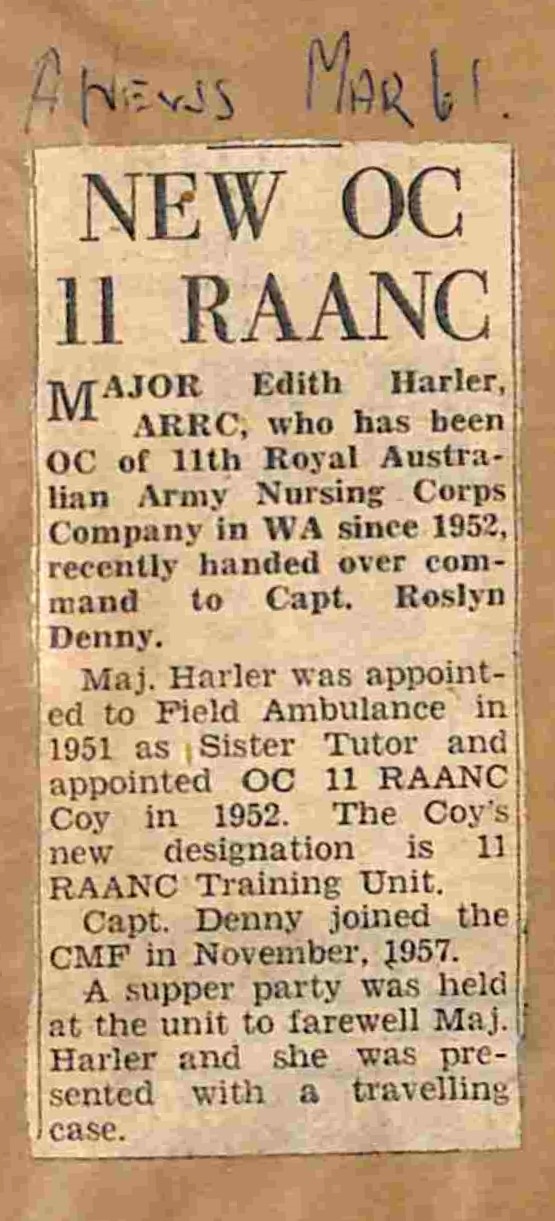 A NEWS MAR 61.
NEW OC
11 RAANC
MAJOR Edith Harler,
ARRC, who has been
OC of 11th Royal Austra-
lian Army Nursing Corps
Company in WA since 1952,
recently handed over com-
mand to Capt. Roslyn
Denny.
Maj. Harler was appoint-
ed to Field Ambulance in
1951 as Sister Tutor and
appointed OC 11 RAANC
Coy in 1952. The Coy's
new designation is 11
RAANC Training Unit.
Capt. Denny joined the
CMF in November, 1957.
A supper party was held
at the unit to farewell Maj.
Harler and she was pre-
sented with a travelling
case.